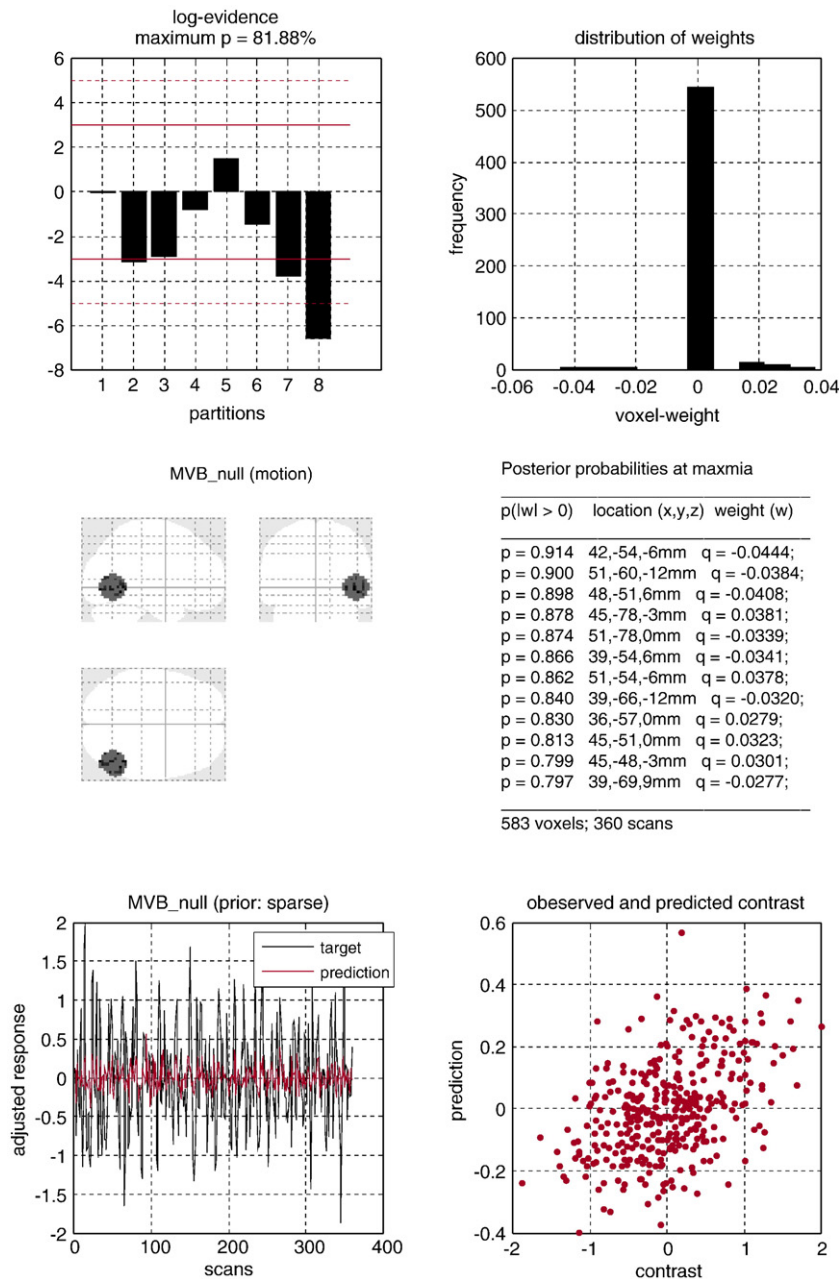 log-evidence
maximum p = 81.88%
6
4
2
0
-2
-4
-6
-8
1 2 3 4 5 6 7 8
partitions
distribution of weights
600
500
400
300
200
100
0
frequency
-0.06 -0.04 -0.02 0 0.02 0.04
voxel-weight
MVB_null (motion)
Posterior probabilities at maxmia
p(|w| > 0) location (x,y,z) weight (w)
p = 0.914 42,-54,-6mm q = -0.0444;
p = 0.900 51,-60,-12mm q = -0.0384;
p = 0.898 48,-51,6mm q = -0.0408;
p = 0.878 45,-78,-3mm q = 0.0381;
p = 0.874 51,-78,0mm q = -0.0339;
p = 0.866 39,-54,6mm q = -0.0341;
p = 0.862 51,-54,-6mm q = 0.0378;
p = 0.840 39,-66,-12mm q = -0.0320;
p = 0.830 36,-57,0mm q = 0.0279;
p = 0.813 45,-51,0mm q = 0.0323;
p = 0.799 45,-48,-3mm q = 0.0301;
p = 0.797 39,-69,9mm q = -0.0277;
583 voxels; 360 scans
MVB_null (prior: sparse)
2
1.5
1
0.5
0
-0.5
-1
-1.5
-2
adjusted response
target
prediction
0 100 200 300 400
scans
obeserved and predicted contrast
0.6
0.4
0.2
0
-0.2
-0.4
prediction
-2 -1 0 1 2
contrast